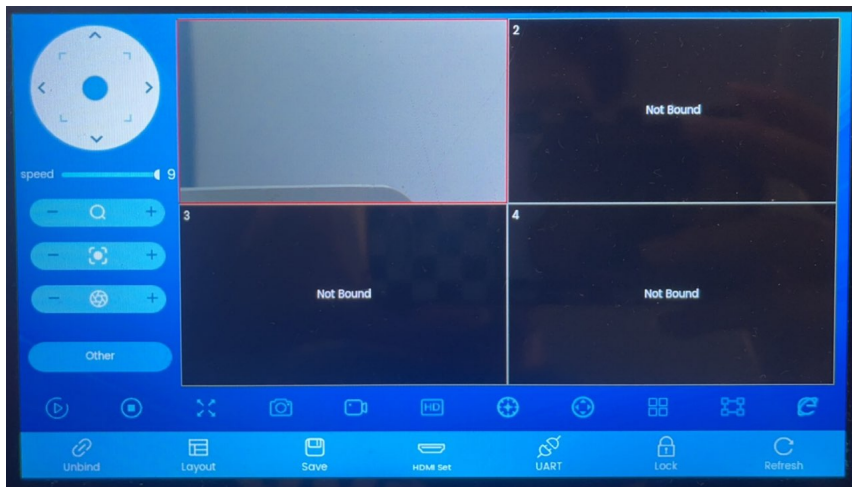 2
Not Bound
speed 9
3
Not Bound
4
Not Bound
Other
HD
Unbind
Layout
Save
HDMI Set
UART
Lock
Refresh